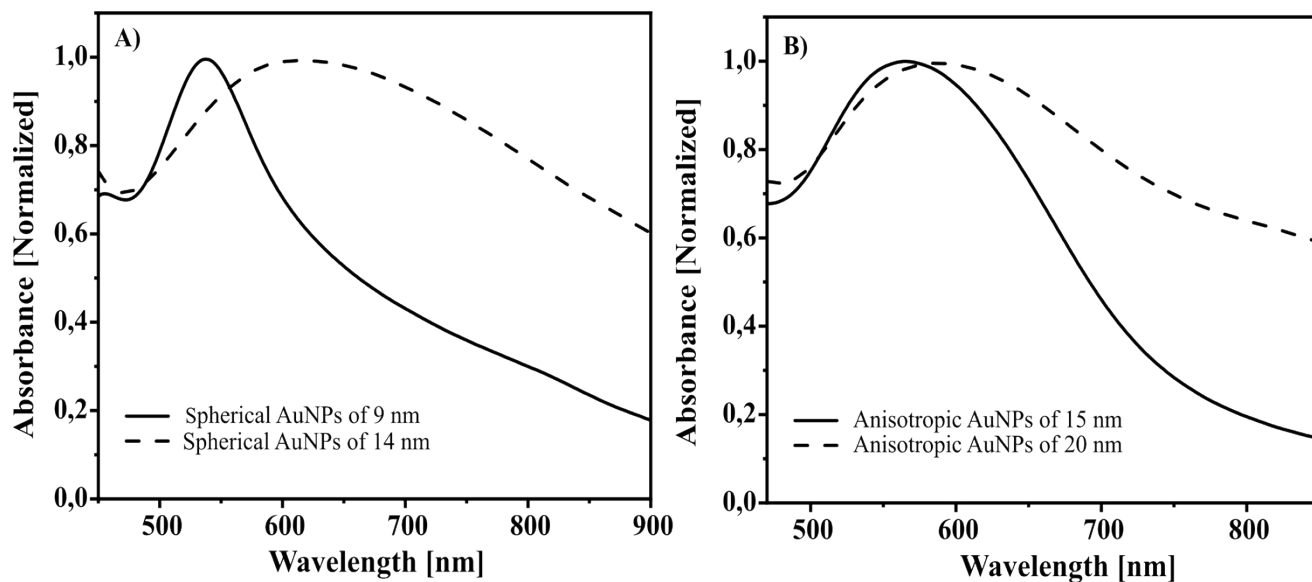 A)
Absorbance [Normalized]
1,0
0,8
0,6
0,4
0,2
0,0
Spherical AuNPs of 9 nm
Spherical AuNPs of 14 nm
500 600 700 800 900
Wavelength [nm]
B)
Absorbance [Normalized]
1,0
0,8
0,6
0,4
0,2
0,0
Anisotropic AuNPs of 15 nm
Anisotropic AuNPs of 20 nm
500 600 700 800
Wavelength [nm]